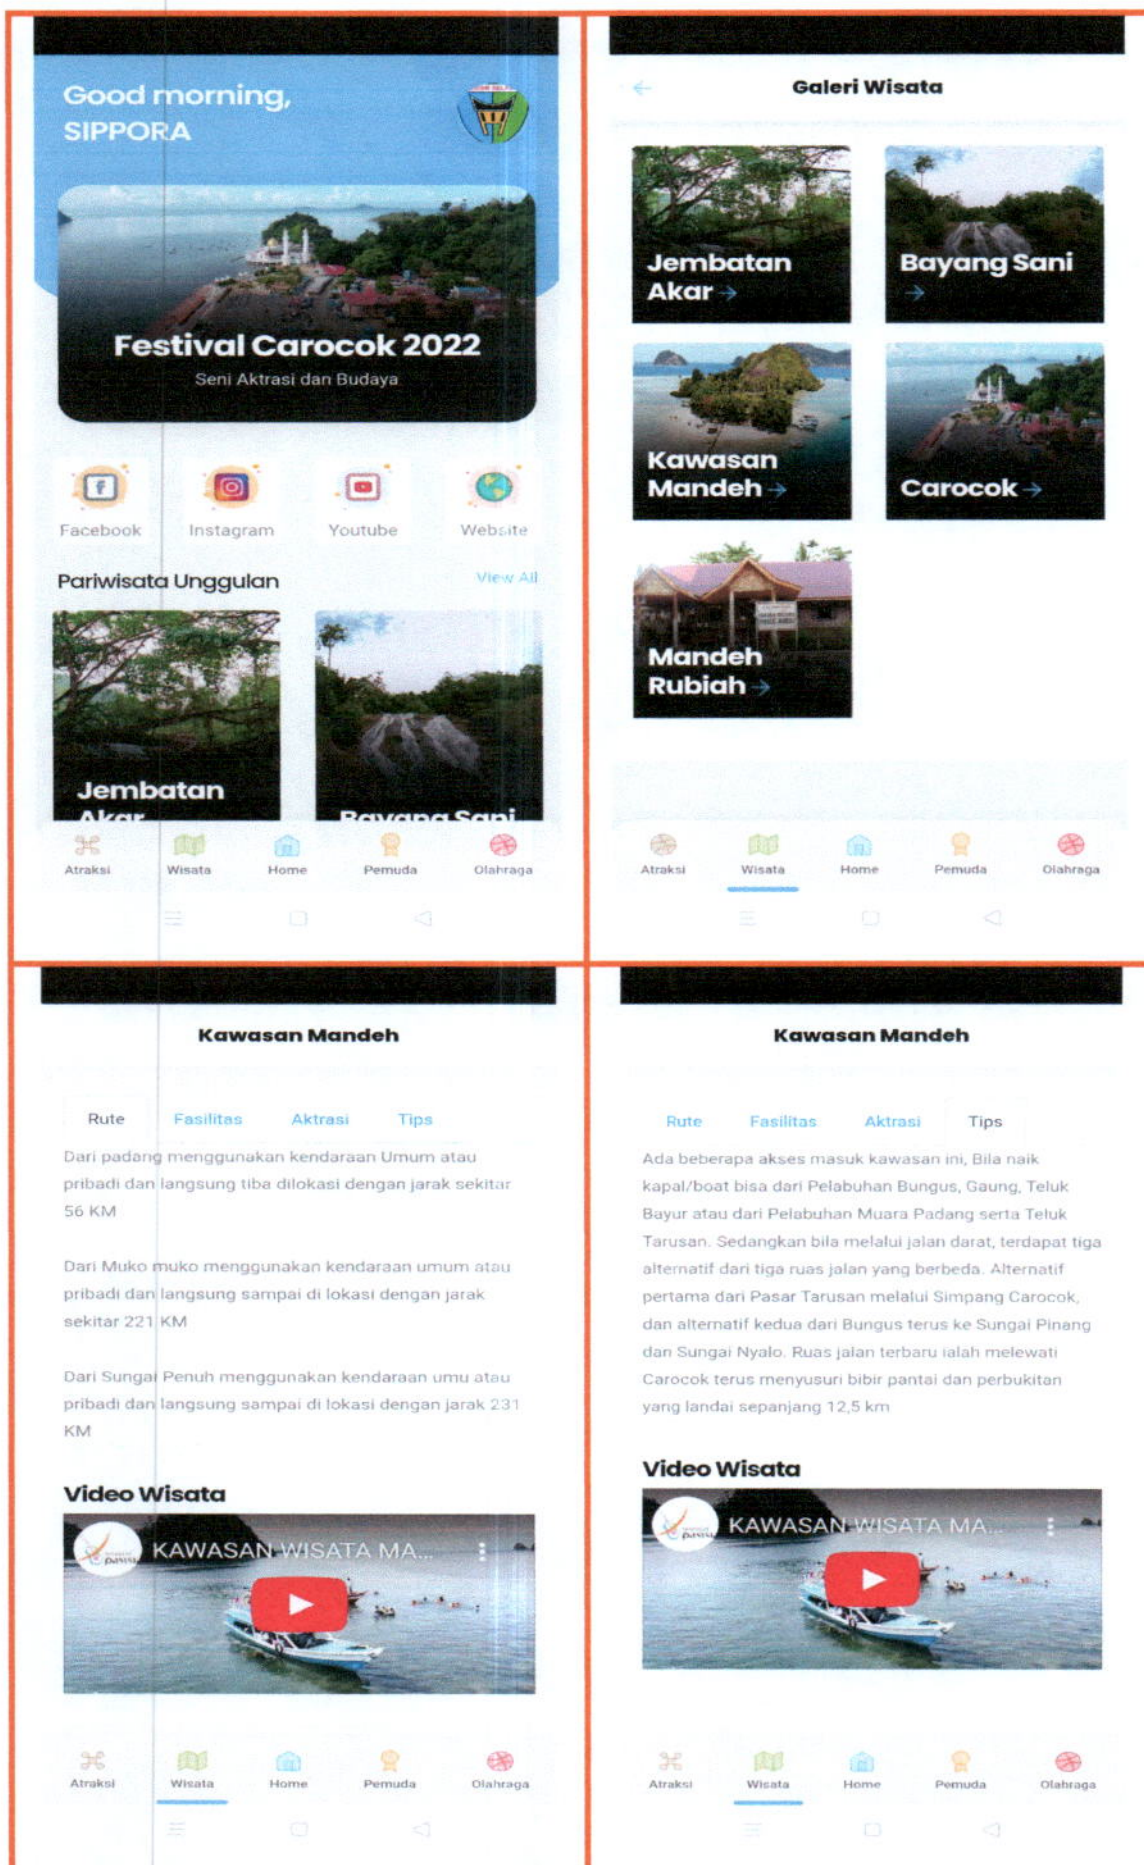 Good morning,
SIPPORA
Festival Carocok 2022
Seni Aktrasi dan Budaya
Facebook
Instagram
Youtube
Website
Pariwisata Unggulan
View All
Jembatan
Akar
Bayang Sani
Atraksi
Wisata
Home
Pemuda
Olahraga
Galeri Wisata
Jembatan
Akar
Bayang Sani
Kawasan
Mandeh
Carocok
Mandeh
Rubiah
Atraksi
Wisata
Home
Pemuda
Olahraga
Kawasan Mandeh
Rute
Fasilitas
Aktrasi
Tips
Dari padang menggunakan kendaraan Umum atau
pribadi dan langsung tiba dilokasi dengan jarak sekitar
56 KM
Dari Muko muko menggunakan kendaraan umum atau
pribadi dan langsung sampai di lokasi dengan jarak
sekitar 221 KM
Dari Sungai Penuh menggunakan kendaraan umu atau
pribadi dan langsung sampai di lokasi dengan jarak 231
KM
Video Wisata
KAWASAN WISATA MA...
Atraksi
Wisata
Home
Pemuda
Olahraga
Kawasan Mandeh
Rute
Fasilitas
Aktrasi
Tips
Ada beberapa akses masuk kawasan ini, Bila naik
kapal/boat bisa dari Pelabuhan Bungus, Gaung, Teluk
Bayur atau dari Pelabuhan Muara Padang serta Teluk
Tarusan. Sedangkan bila melalui jalan darat, terdapat tiga
alternatif dari tiga ruas jalan yang berbeda. Alternatif
pertama dari Pasar Tarusan melalui Simpang Carocok,
dan alternatif kedua dari Bungus terus ke Sungai Pinang
dan Sungai Nyalo. Ruas jalan terbaru ialah melewati
Carocok terus menyusuri bibir pantai dan perbukitan
yang landai sepanjang 12,5 km
Video Wisata
KAWASAN WISATA MA...
Atraksi
Wisata
Home
Pemuda
Olahraga